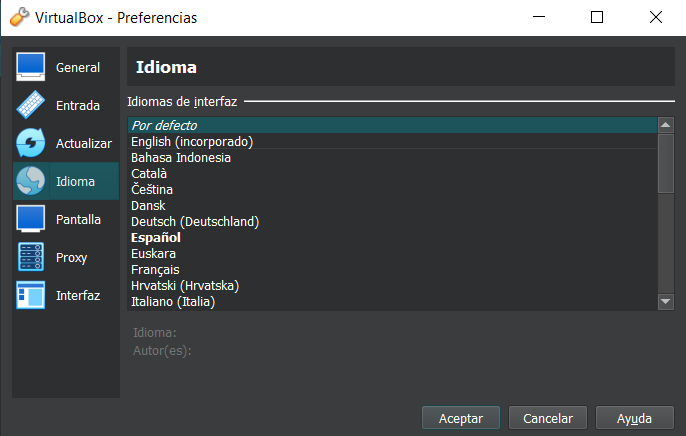 VirtualBox - Preferencias
General
Entrada
Actualizar
Idioma
Pantalla
Proxy
Interfaz
Idioma
Idiomas de interfaz
Por defecto
English (incorporado)
Bahasa Indonesia
Català
Čeština
Dansk
Deutsch (Deutschland)
Español
Euskara
Français
Hrvatski (Hrvatska)
Italiano (Italia)
Idioma:
Autor(es):
Aceptar
Cancelar
Ayuda